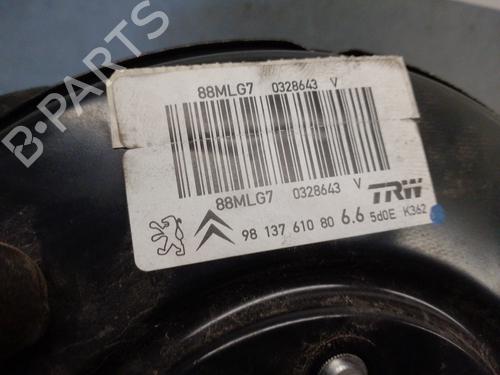 B-PARTS
88MLG7 0328643 V
88MLG7 0328643 V
TRW
98 137 610 80 6.6 5d0E K362